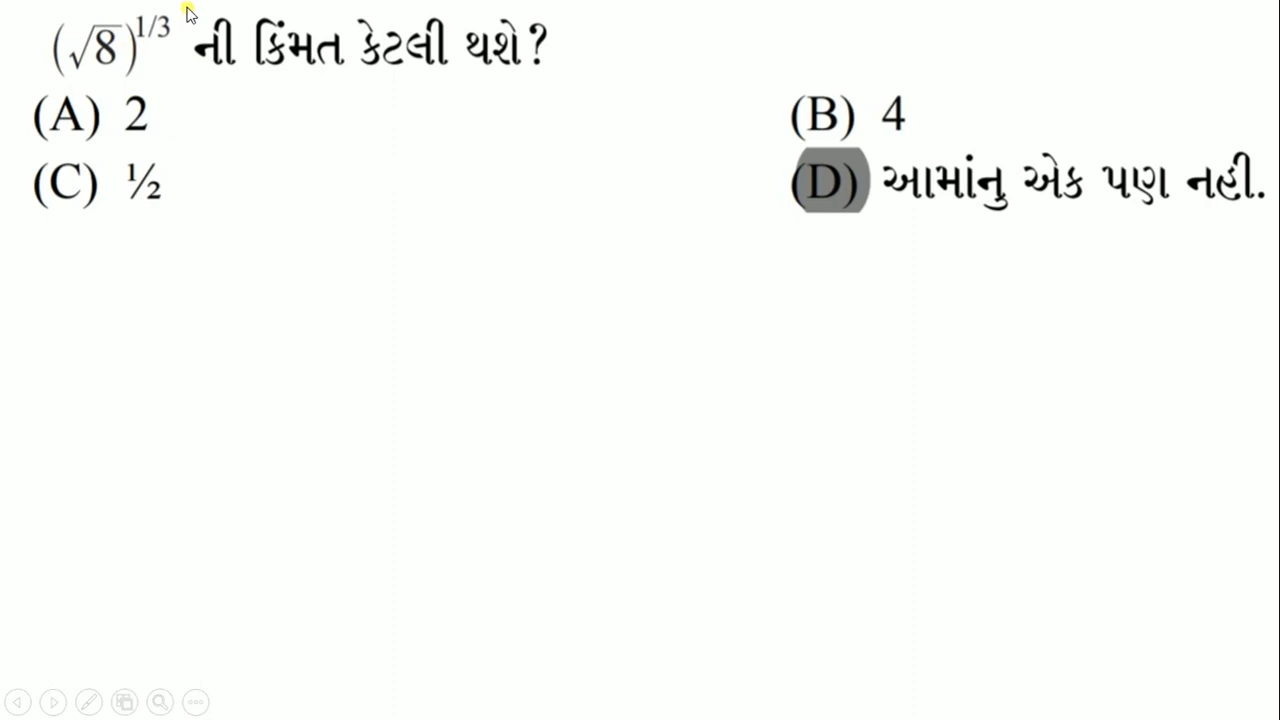 (√8)^1/3 ની કિંમત કેટલી થશે?
(A) 2 (B) 4
(C) ½ (D) આમાંનુ એક પણ નહી.